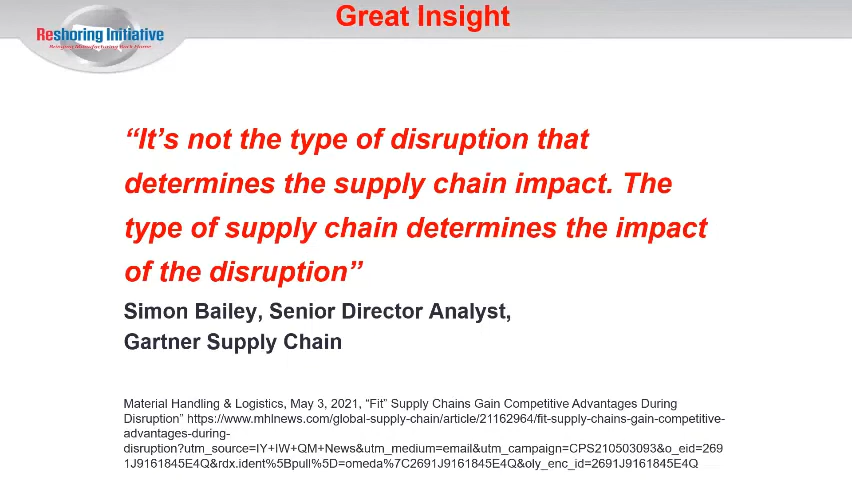 Great Insight
Reshoring Initiative
Bringing Manufacturing Back Home
“It’s not the type of disruption that
determines the supply chain impact. The
type of supply chain determines the impact
of the disruption”
Simon Bailey, Senior Director Analyst,
Gartner Supply Chain
Material Handling & Logistics, May 3, 2021, “Fit” Supply Chains Gain Competitive Advantages During
Disruption” https://www.mhlnews.com/global-supply-chain/article/21162964/fit-supply-chains-gain-competitive-
advantages-during-
disruption?utm_source=IY+IW+QM+News&utm_medium=email&utm_campaign=CPS210503093&o_eid=269
1J9161845E4Q&rdx.ident%5Bpull%5D=omeda%7C2691J9161845E4Q&oly_enc_id=2691J9161845E4Q